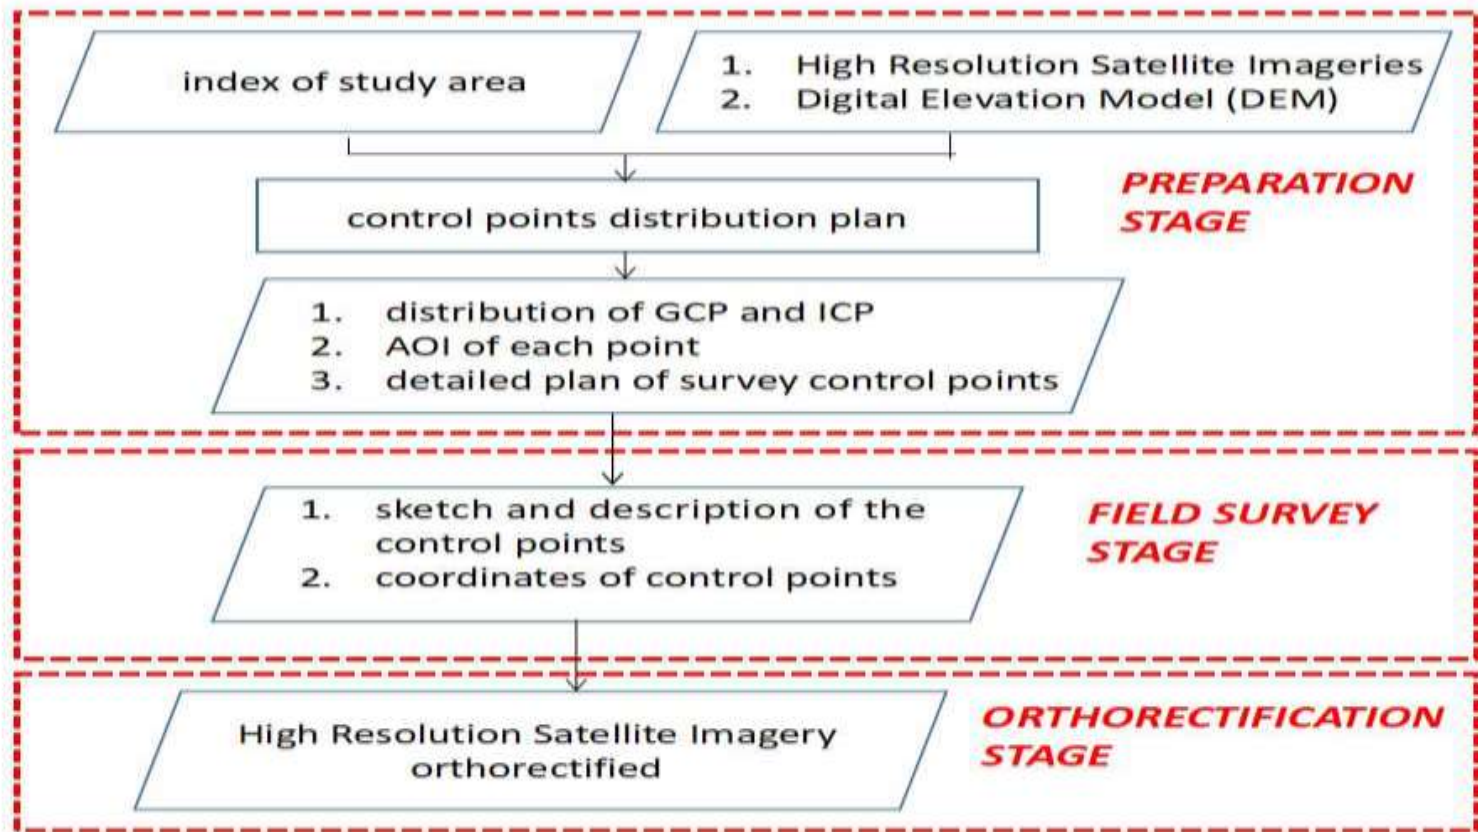 index of study area
1. High Resolution Satellite Imageries
2. Digital Elevation Model (DEM)
PREPARATION
STAGE
control points distribution plan
1. distribution of GCP and ICP
2. AOI of each point
3. detailed plan of survey control points
1. sketch and description of the
control points
2. coordinates of control points
FIELD SURVEY
STAGE
High Resolution Satellite Imagery
orthorectified
ORTHORECTIFICATION
STAGE